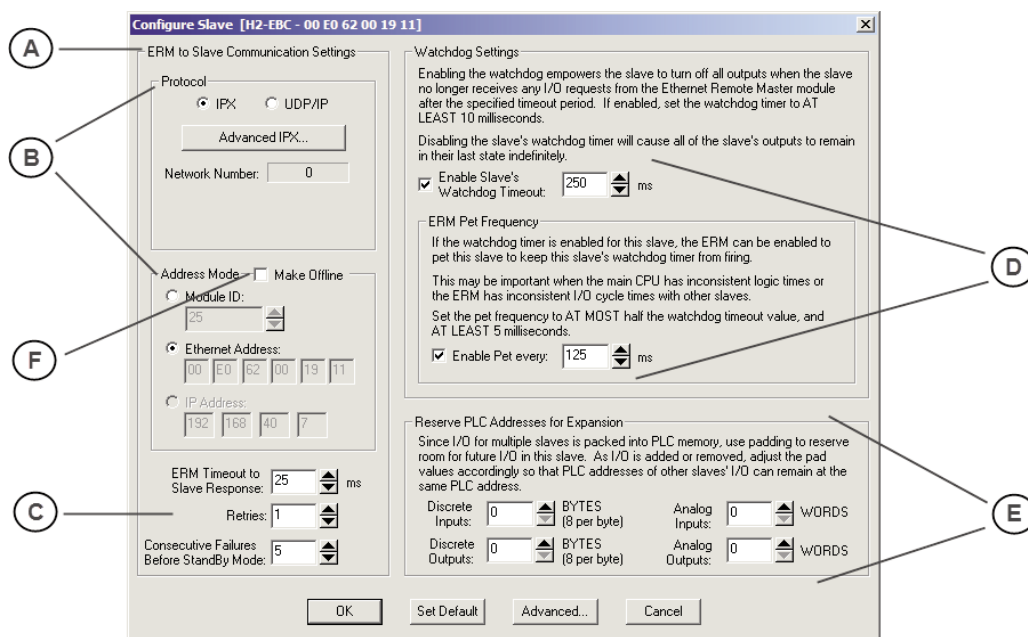 Configure Slave [H2-EBC - 00 E0 62 00 19 11]
A
ERM to Slave Communication Settings
Protocol
IPX
UDP/IP
Advanced IPX...
Network Number: 0
B
Address Mode
Make Offline
Module ID:
25
Ethernet Address:
00 E0 62 00 19 11
IP Address:
192 168 40 7
F
ERM Timeout to
Slave Response: 25 ms
C
Retries: 1
Consecutive Failures
Before StandBy Mode: 5
Watchdog Settings
Enabling the watchdog empowers the slave to turn off all outputs when the slave
no longer receives any I/O requests from the Ethernet Remote Master module
after the specified timeout period. If enabled, set the watchdog timer to AT
LEAST 10 milliseconds.
Disabling the slave's watchdog timer will cause all of the slave's outputs to remain
in their last state indefinitely.
Enable Slave's
Watchdog Timeout: 250 ms
ERM Pet Frequency
If the watchdog timer is enabled for this slave, the ERM can be enabled to
pet this slave to keep this slave's watchdog timer from firing.
This may be important when the main CPU has inconsistent logic times or
the ERM has inconsistent I/O cycle times with other slaves.
Set the pet frequency to AT MOST half the watchdog timeout value, and
AT LEAST 5 milliseconds.
Enable Pet every: 125 ms
D
Reserve PLC Addresses for Expansion
Since I/O for multiple slaves is packed into PLC memory, use padding to reserve
room for future I/O in this slave. As I/O is added or removed, adjust the pad
values accordingly so that PLC addresses of other slaves' I/O can remain at the
same PLC address.
Discrete
Inputs: 0 BYTES
(8 per byte)
Analog
Inputs: 0 WORDS
Discrete
Outputs: 0 BYTES
(8 per byte)
Analog
Outputs: 0 WORDS
E
OK
Set Default
Advanced...
Cancel